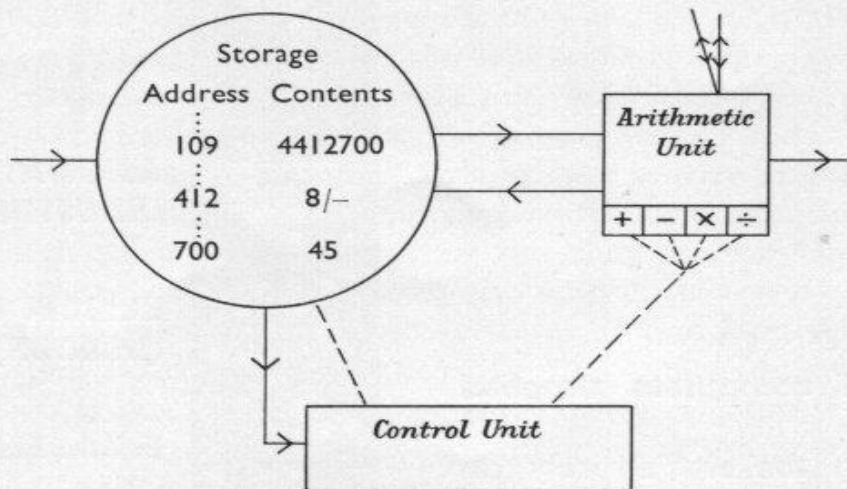 Storage
Address Contents
109 4412700
412 8/–
700 45
Arithmetic
Unit
+ − × ÷
Control Unit